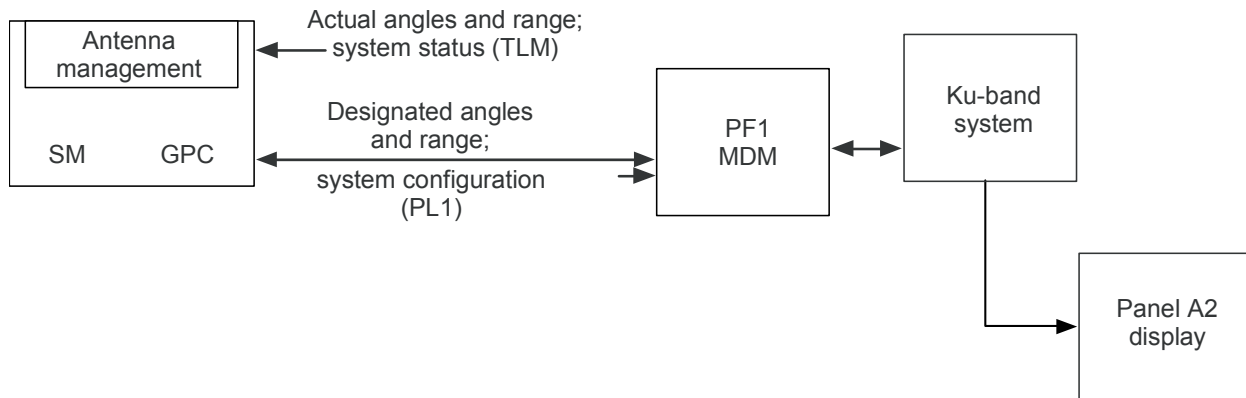 Antenna
management
SM GPC
Actual angles and range;
system status (TLM)
Designated angles
and range;
system configuration
(PL1)
PF1
MDM
Ku-band
system
Panel A2
display